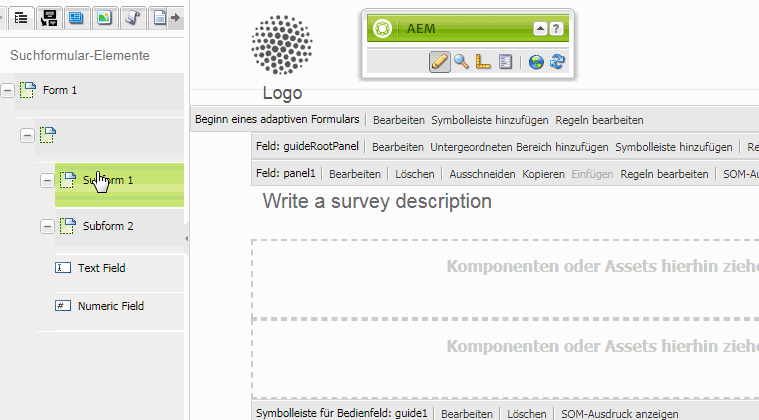 Suchformular-Elemente
Form 1
Subform 1
Subform 2
Text Field
# Numeric Field
Logo
AEM
?
Beginn eines adaptiven Formulars Bearbeiten Symbolleiste hinzufügen Regeln bearbeiten
Feld: guideRootPanel Bearbeiten Untergeordneten Bereich hinzufügen Symbolleiste hinzufügen Re
Feld: panel1 Bearbeiten Löschen Ausschneiden Kopieren Einfügen Regeln bearbeiten SOM-Au
Write a survey description
Komponenten oder Assets hierhin ziehe
Komponenten oder Assets hierhin ziehe
Symbolleiste für Bedienfeld: guide1 Bearbeiten Löschen SOM-Ausdruck anzeigen